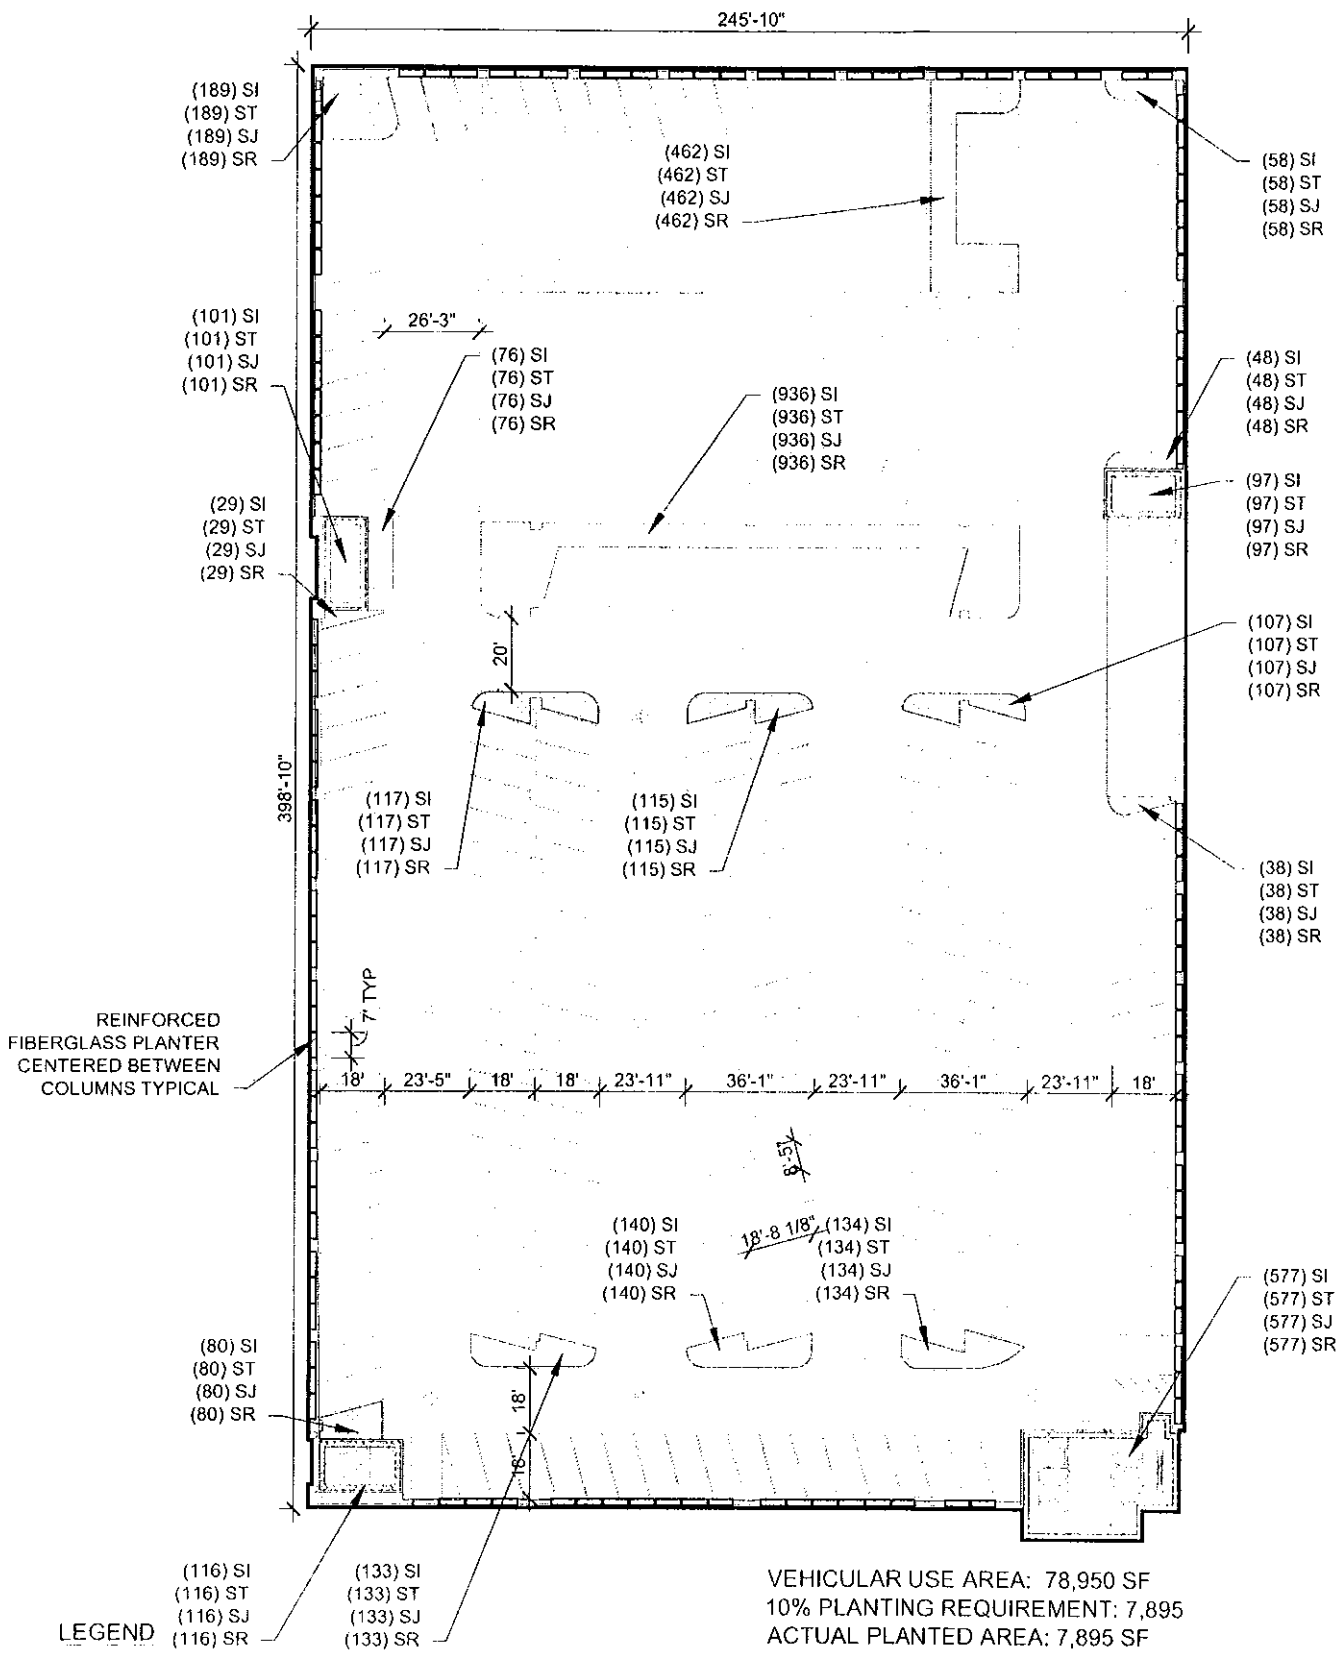 245'-10"
(189) SI
(189) ST
(189) SJ
(189) SR
(462) SI
(462) ST
(462) SJ
(462) SR
(58) SI
(58) ST
(58) SJ
(58) SR
(101) SI
(101) ST
(101) SJ
(101) SR
26'-3"
(76) SI
(76) ST
(76) SJ
(76) SR
(936) SI
(936) ST
(936) SJ
(936) SR
(48) SI
(48) ST
(48) SJ
(48) SR
(29) SI
(29) ST
(29) SJ
(29) SR
(97) SI
(97) ST
(97) SJ
(97) SR
20'
(107) SI
(107) ST
(107) SJ
(107) SR
398'-10"
(117) SI
(117) ST
(117) SJ
(117) SR
(115) SI
(115) ST
(115) SJ
(115) SR
(38) SI
(38) ST
(38) SJ
(38) SR
7' TYP
REINFORCED
FIBERGLASS PLANTER
CENTERED BETWEEN
COLUMNS TYPICAL
18' 23'-5" 18' 18' 23'-11" 36'-1" 23'-11" 36'-1" 23'-11" 18'
18'-8 1/8"
(140) SI
(140) ST
(140) SJ
(140) SR
(134) SI
(134) ST
(134) SJ
(134) SR
(577) SI
(577) ST
(577) SJ
(577) SR
(80) SI
(80) ST
(80) SJ
(80) SR
18'
18'
(116) SI
(116) ST
(116) SJ
(116) SR
(133) SI
(133) ST
(133) SJ
(133) SR
LEGEND
VEHICULAR USE AREA: 78,950 SF
10% PLANTING REQUIREMENT: 7,895
ACTUAL PLANTED AREA: 7,895 SF